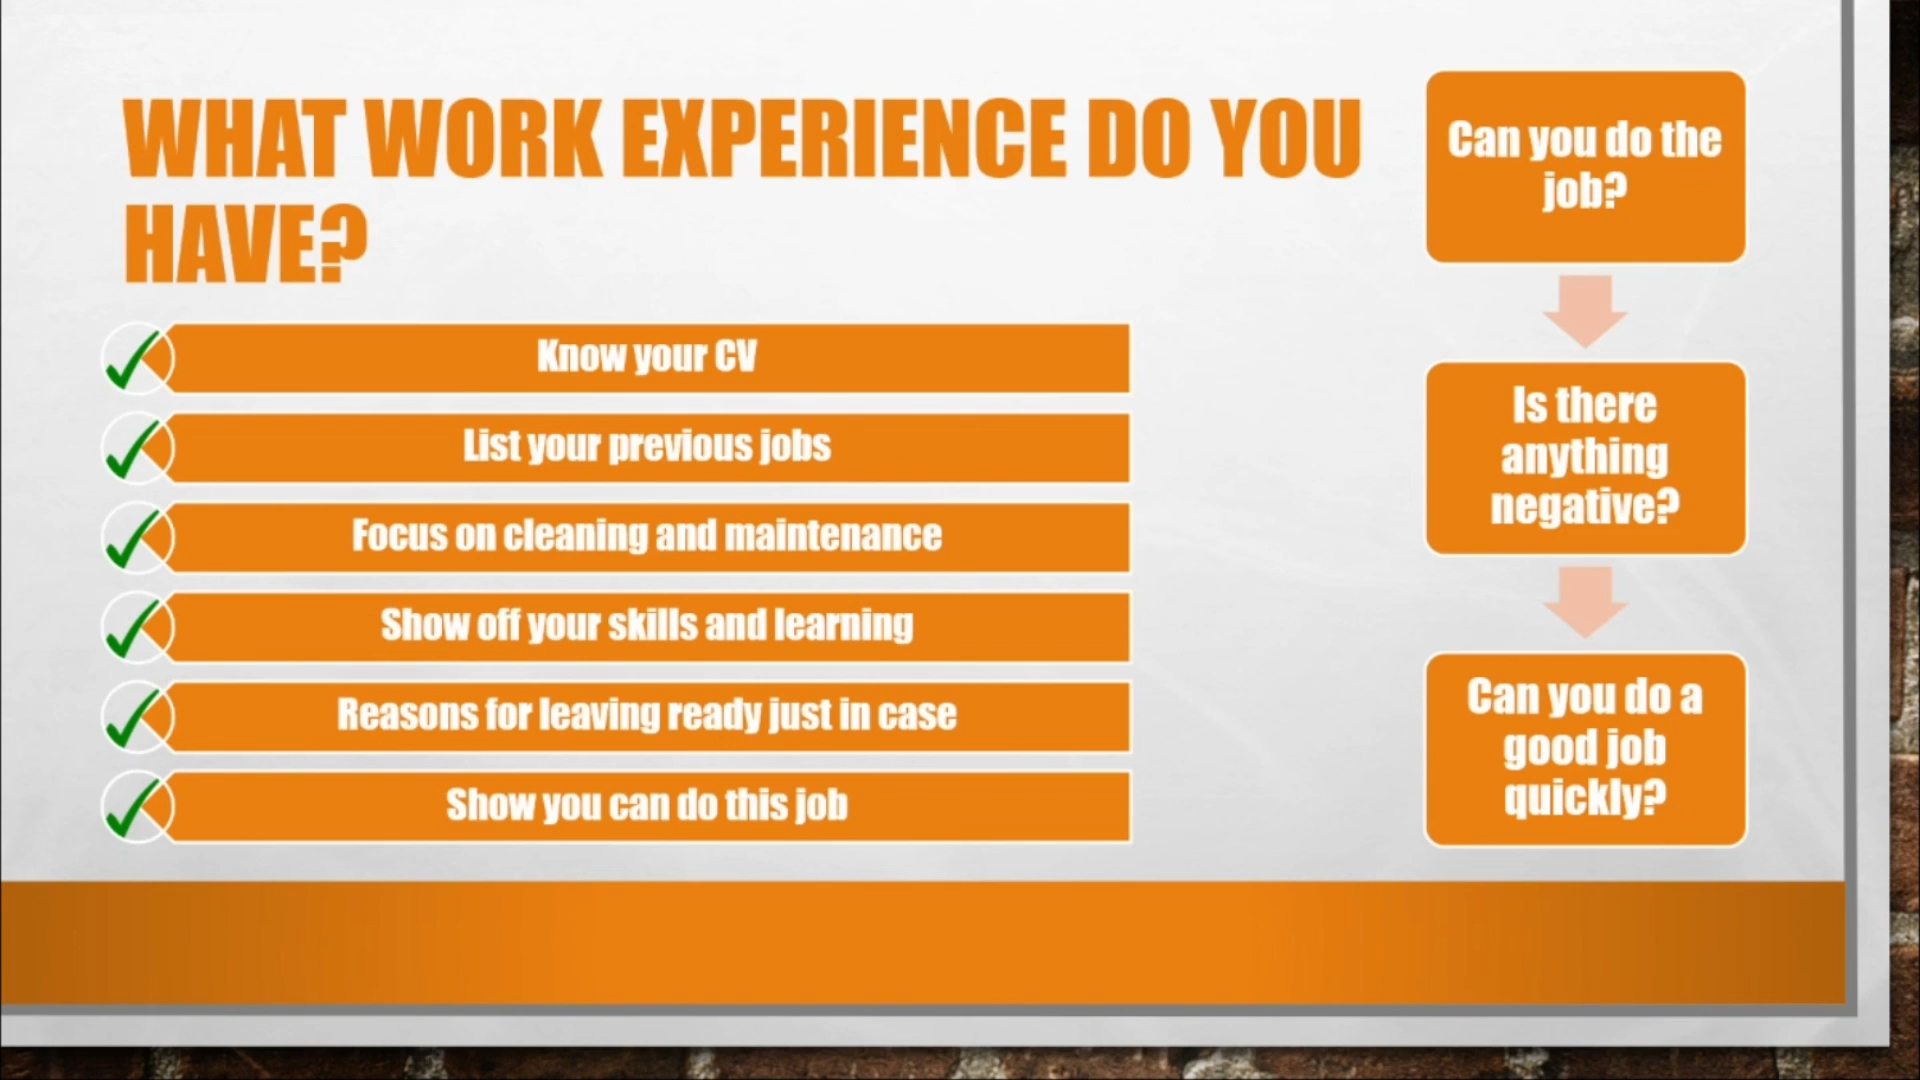 WHAT WORK EXPERIENCE DO YOU
HAVE?
Know your CV
List your previous jobs
Focus on cleaning and maintenance
Show off your skills and learning
Reasons for leaving ready just in case
Show you can do this job
Can you do the
job?
Is there
anything
negative?
Can you do a
good job
quickly?